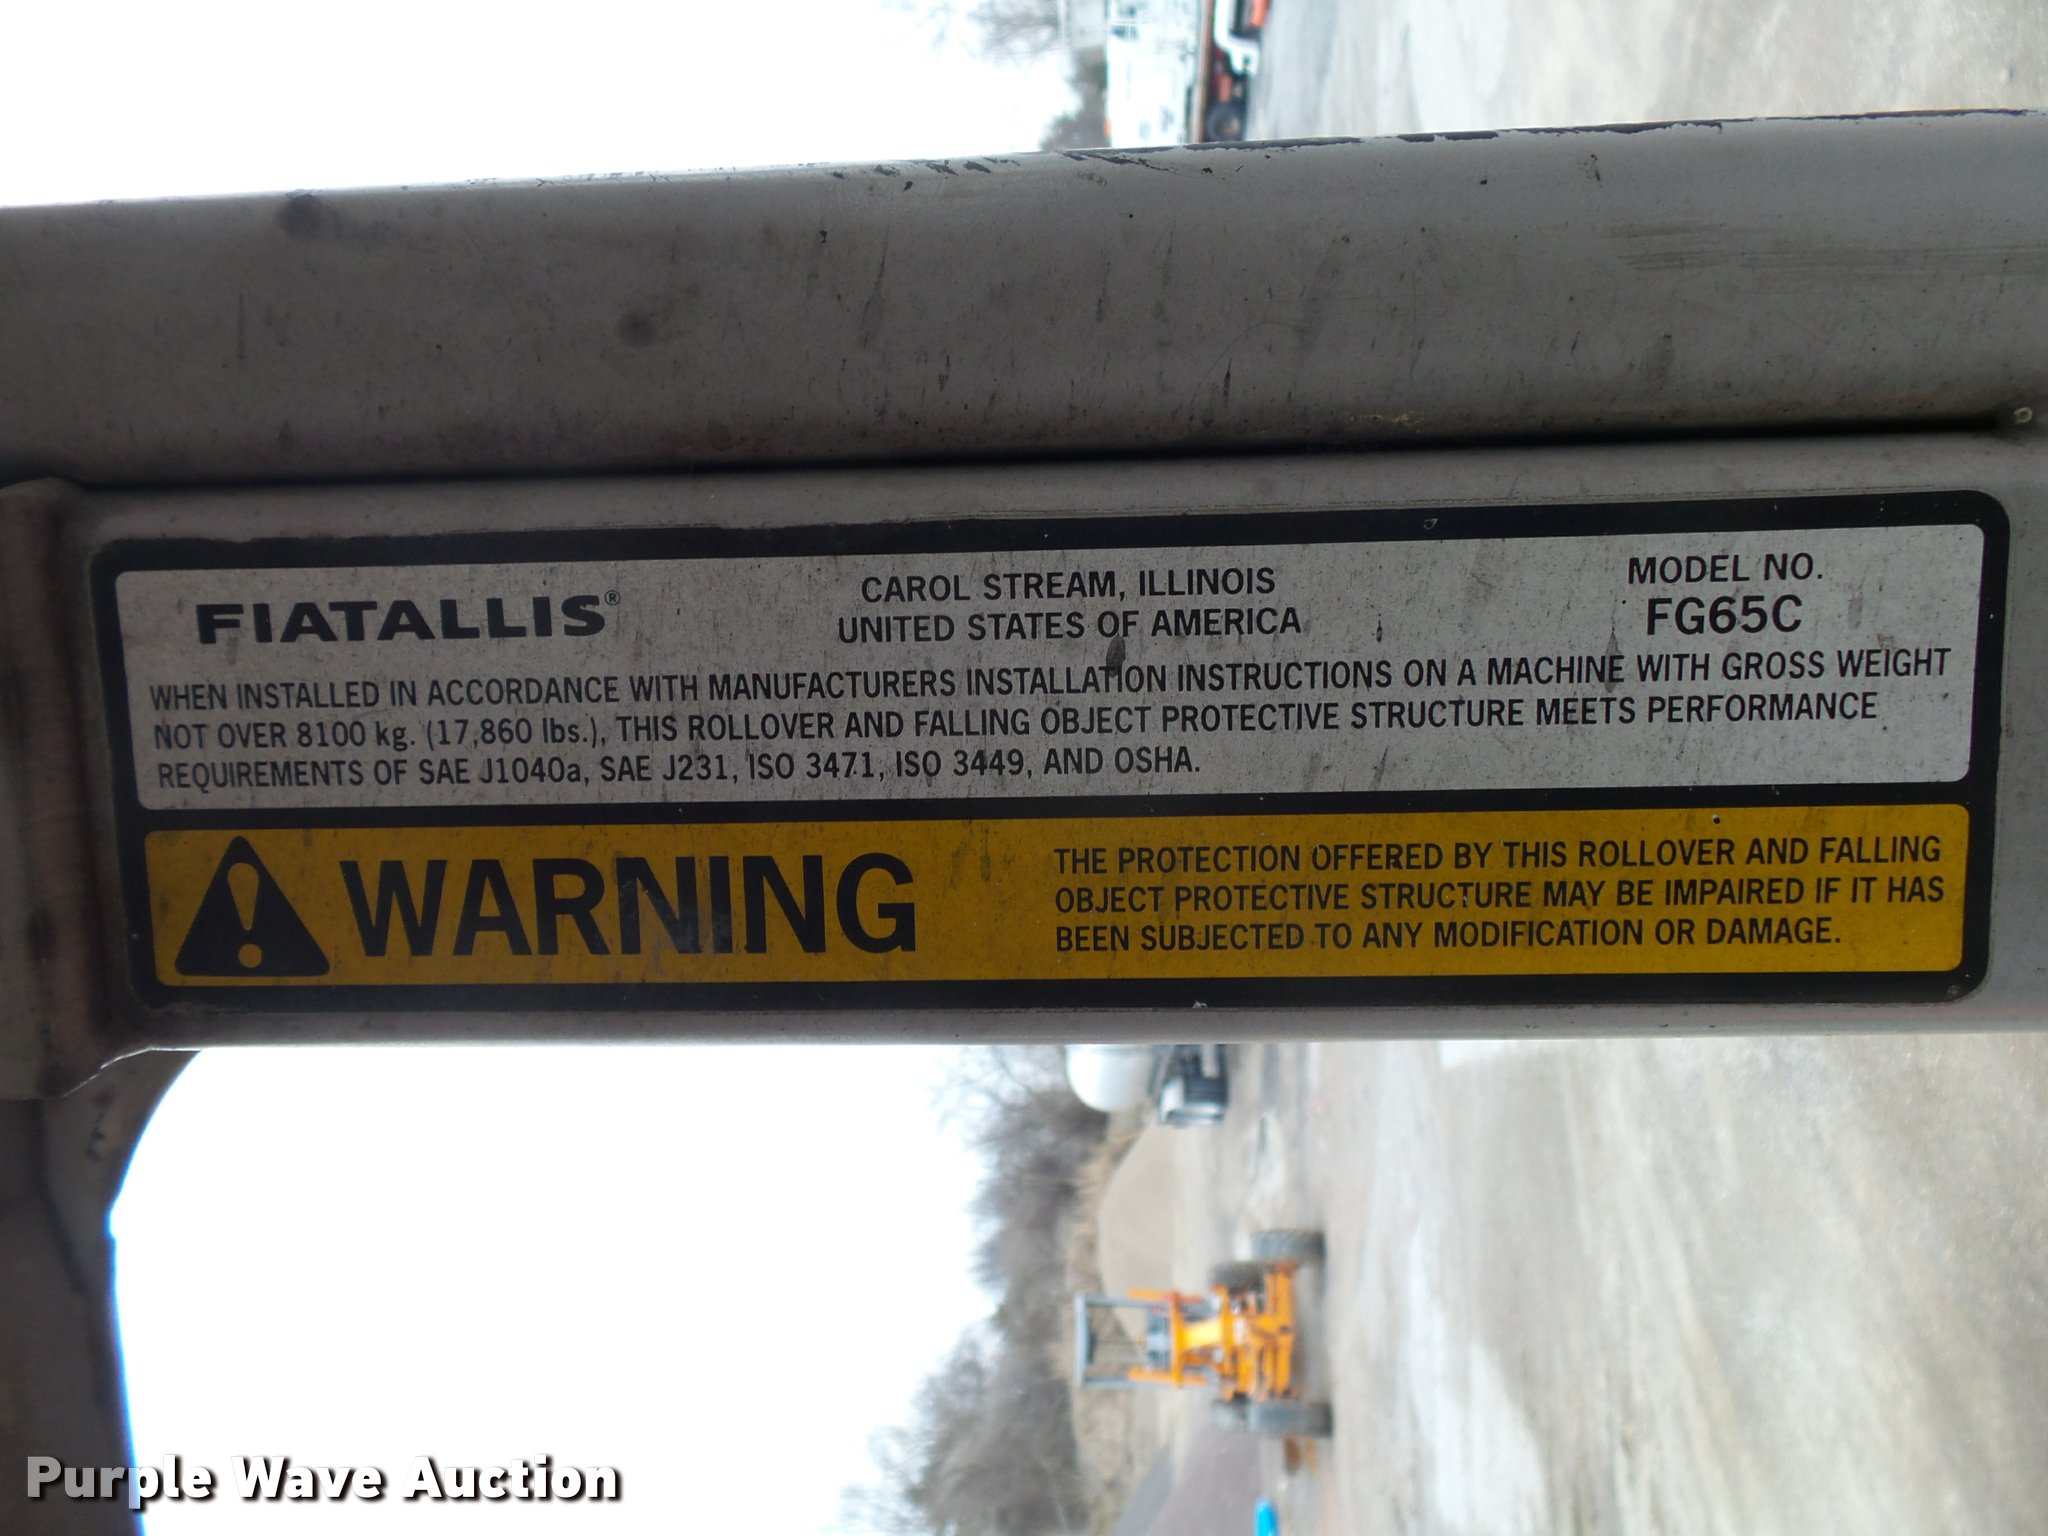 FIATALLIS®
CAROL STREAM, ILLINOIS
UNITED STATES OF AMERICA
MODEL NO.
FG65C
WHEN INSTALLED IN ACCORDANCE WITH MANUFACTURERS INSTALLATION INSTRUCTIONS ON A MACHINE WITH GROSS WEIGHT
NOT OVER 8100 kg. (17,860 lbs.), THIS ROLLOVER AND FALLING OBJECT PROTECTIVE STRUCTURE MEETS PERFORMANCE
REQUIREMENTS OF SAE J1040a, SAE J231, ISO 3471, ISO 3449, AND OSHA.
WARNING
THE PROTECTION OFFERED BY THIS ROLLOVER AND FALLING
OBJECT PROTECTIVE STRUCTURE MAY BE IMPAIRED IF IT HAS
BEEN SUBJECTED TO ANY MODIFICATION OR DAMAGE.
Purple Wave Auction